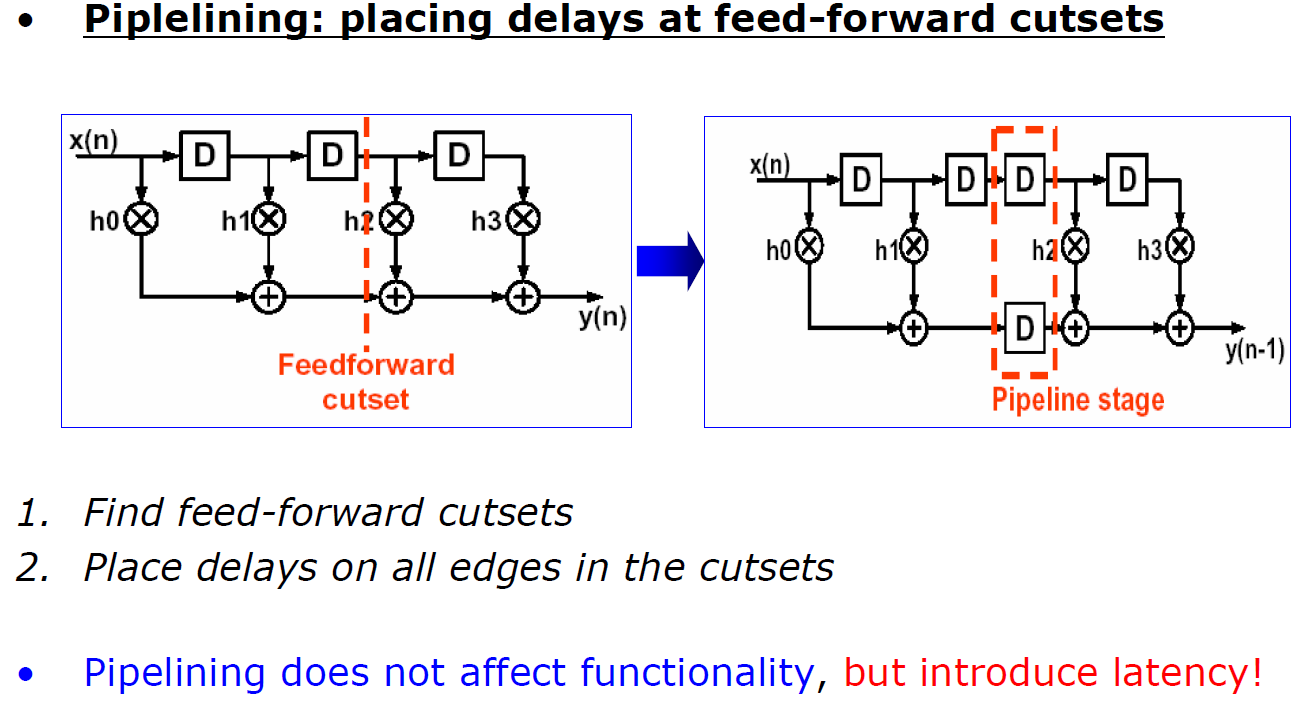 • Piplelining: placing delays at feed-forward cutsets
x(n) D D D
h0 h1 h2 h3
y(n)
Feedforward
cutset
x(n) D D D D
h0 h1 h2 h3
D
y(n-1)
Pipeline stage
1. Find feed-forward cutsets
2. Place delays on all edges in the cutsets
• Pipelining does not affect functionality, but introduce latency!